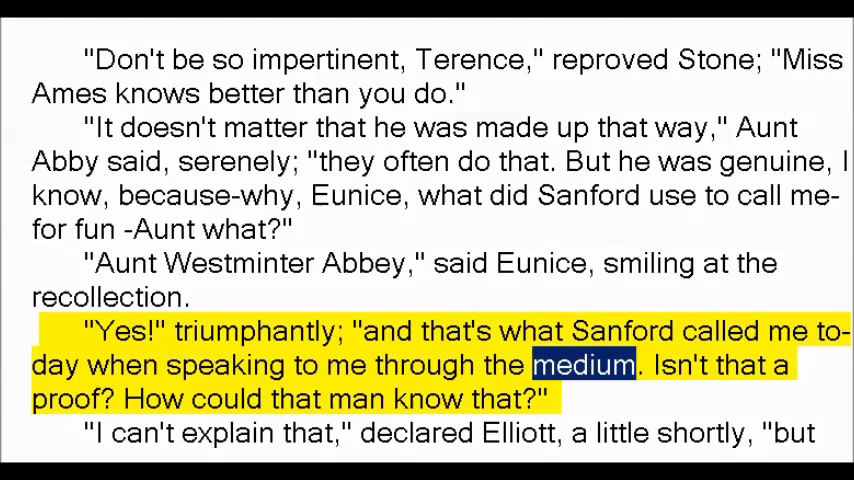 "Don't be so impertinent, Terence," reproved Stone; "Miss
Ames knows better than you do."
"It doesn't matter that he was made up that way," Aunt
Abby said, serenely; "they often do that. But he was genuine, I
know, because-why, Eunice, what did Sanford use to call me-
for fun -Aunt what?"
"Aunt Westminter Abbey," said Eunice, smiling at the
recollection.
"Yes!" triumphantly; "and that's what Sanford called me to-
day when speaking to me through the medium. Isn't that a
proof? How could that man know that?"
"I can't explain that," declared Elliott, a little shortly, "but